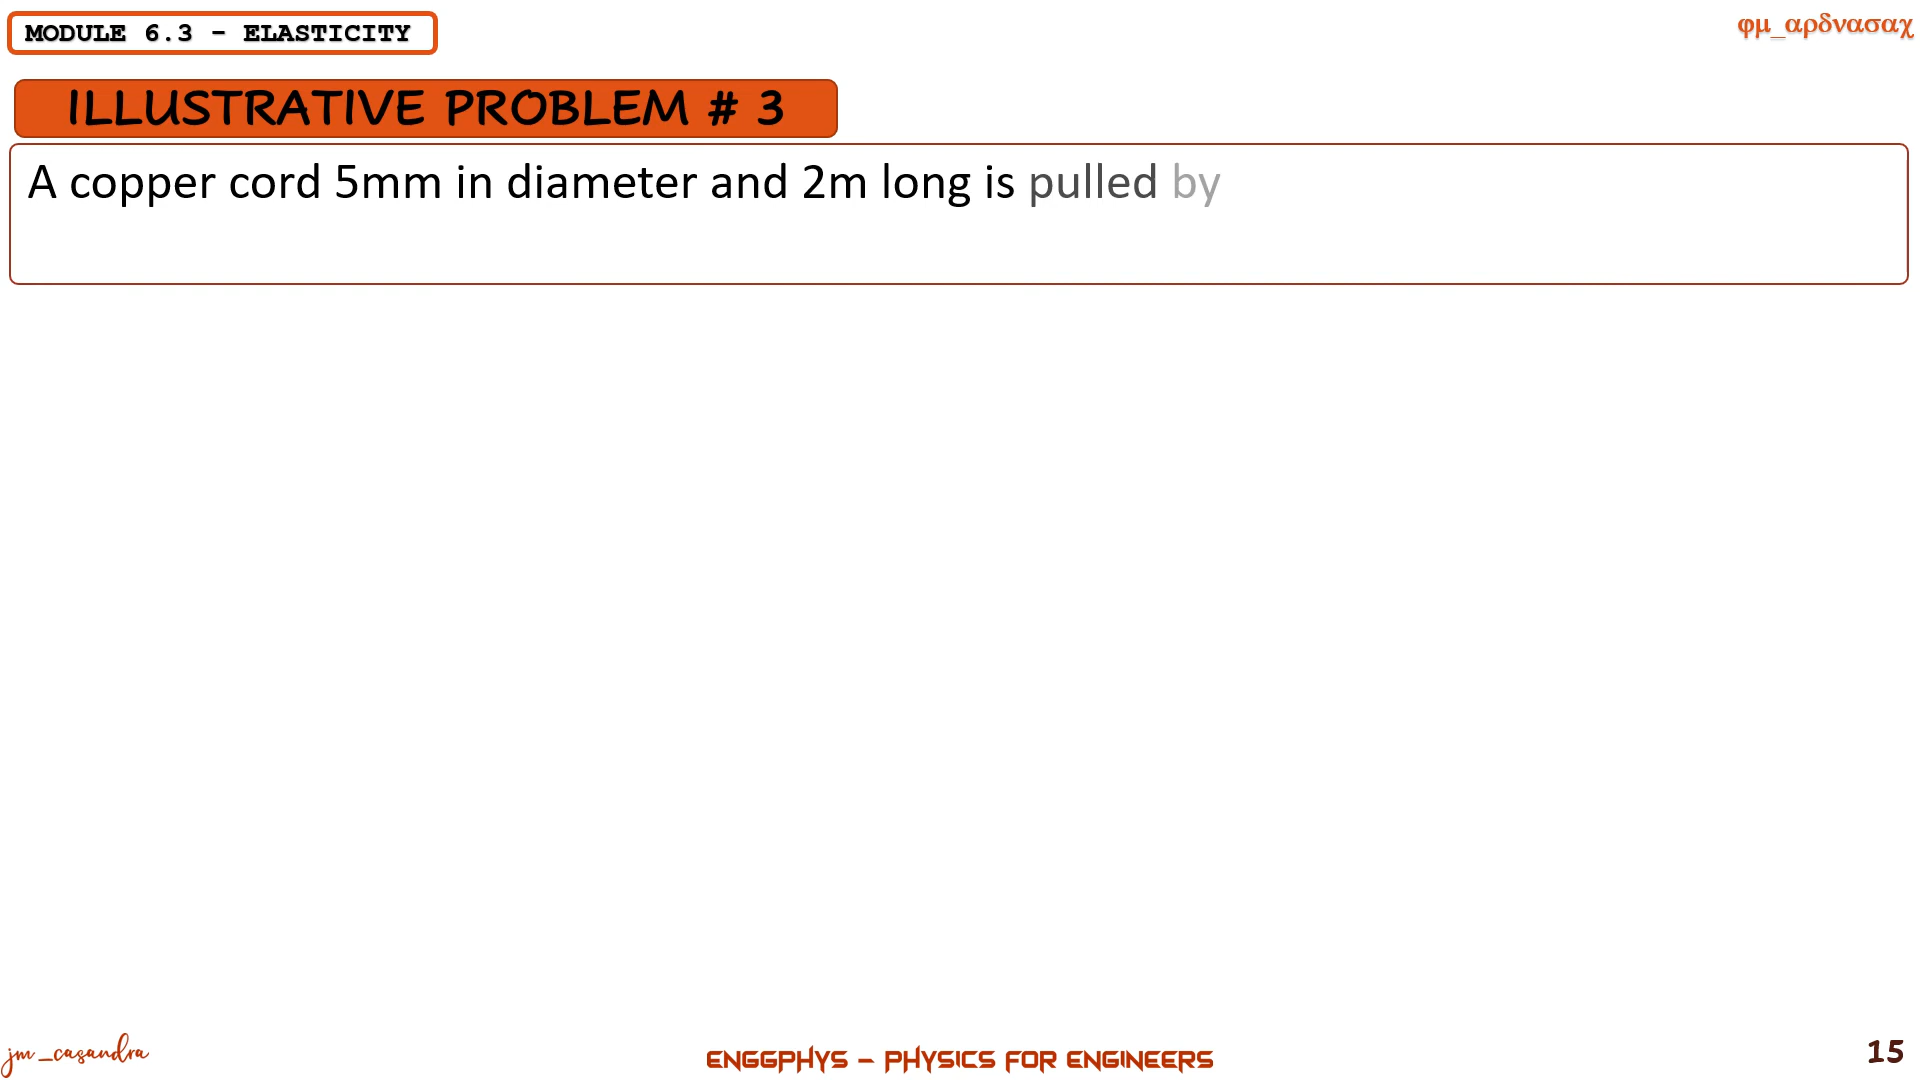 MODULE 6.3 – ELASTICITY
φμ_αρδνασαχ
ILLUSTRATIVE PROBLEM # 3
A copper cord 5mm in diameter and 2m long is pulled by
jm_casandra
ENGGPHYS – PHYSICS FOR ENGINEERS
15